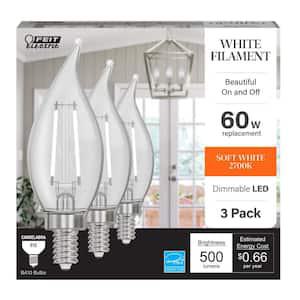 FEIT
ELECTRIC
WHITE
FILAMENT
Beautiful
On and Off
60W
replacement
SOFT WHITE
2700K
Dimmable LED
3 Pack
CANDELABRA
E12
BA10 Bulbs
Brightness
500
lumens
Estimated
Energy Cost
$0.66
per year